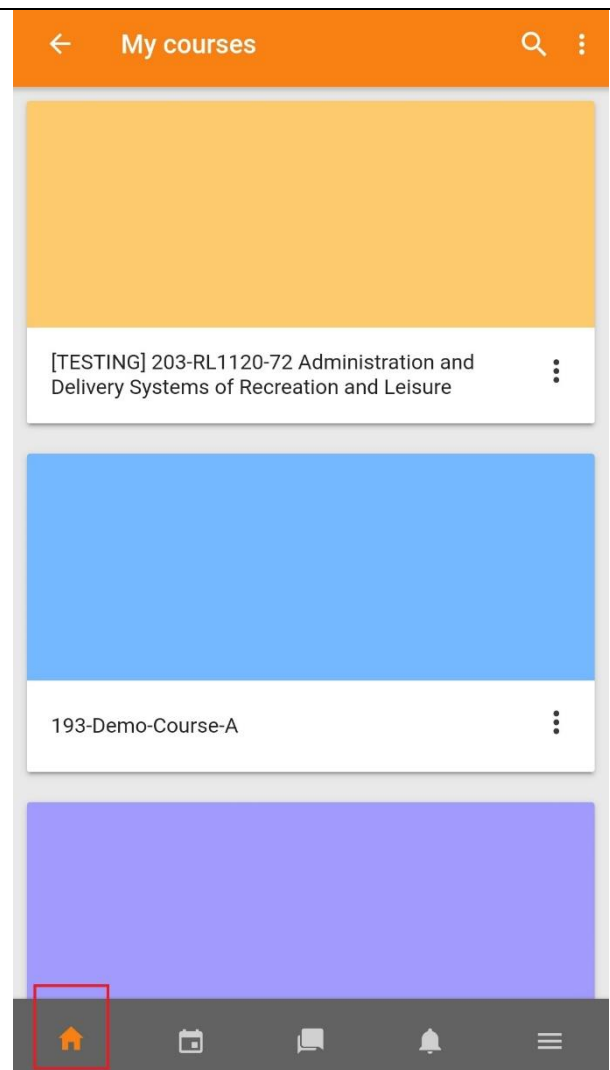 My courses
[TESTING] 203-RL1120-72 Administration and
Delivery Systems of Recreation and Leisure
193-Demo-Course-A